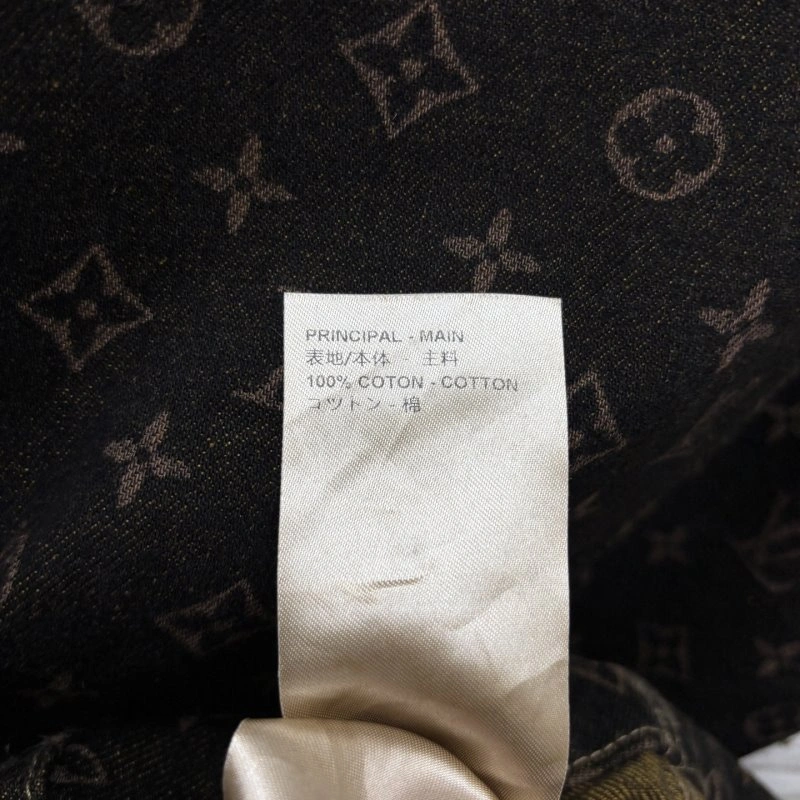 PRINCIPAL - MAIN
表地/本体 - 主料
100% COTON - COTTON
コットン - 棉